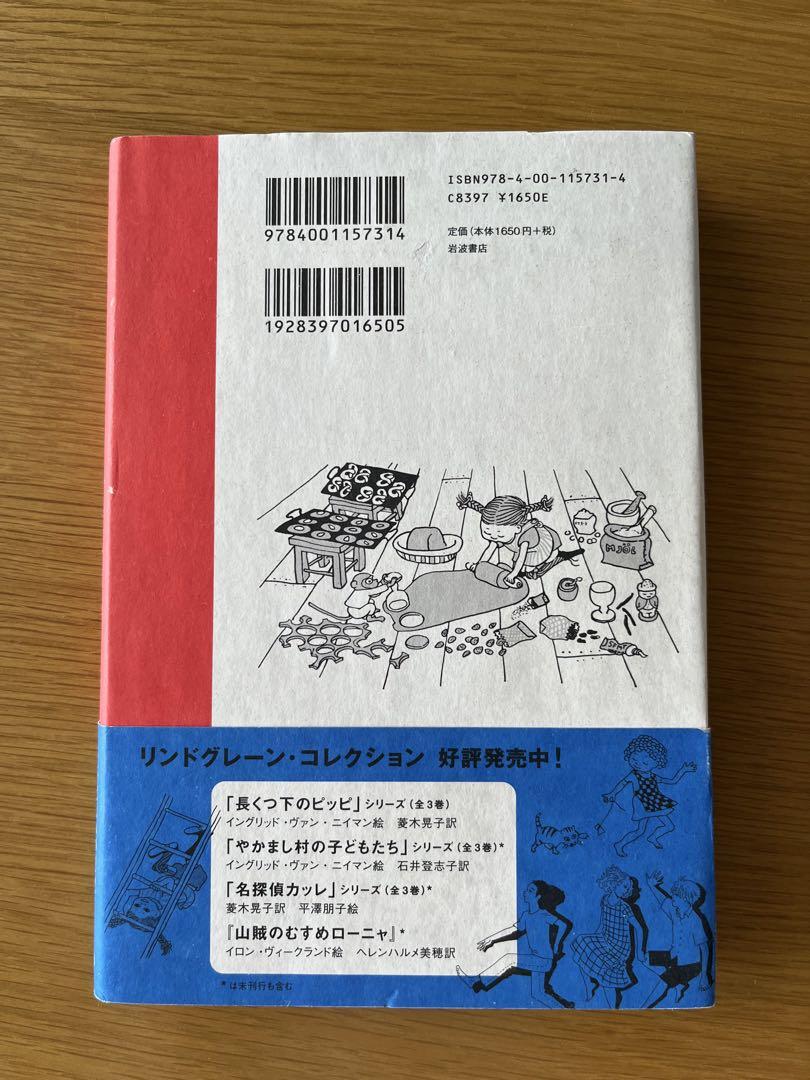 ISBN978-4-00-115731-4
C8397 ¥1650E
9784001157314
定価(本体1650円+税)
岩波書店
1928397016505
MJÖL
リンドグレーン・コレクション 好評発売中!
「長くつ下のピッピ」シリーズ(全3巻)
イングリッド・ヴァン・ニイマン絵 菱木晃子訳
「やかまし村の子どもたち」シリーズ(全3巻)*
イングリッド・ヴァン・ニイマン絵 石井登志子訳
「名探偵カッレ」シリーズ(全3巻)*
菱木晃子訳 平澤朋子絵
『山賊のむすめローニャ』*
イロン・ヴィークランド絵 ヘレンハルメ美穂訳
*は未刊行も含む